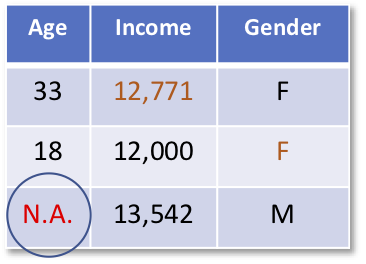 Age Income Gender
33 12,771 F
18 12,000 F
N.A. 13,542 M